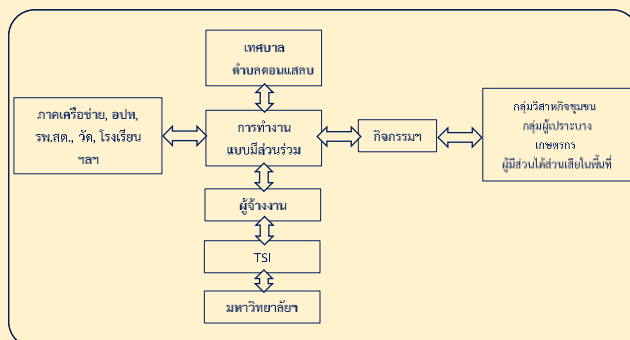 เทศบาล
ตำบลดอนแสลบ
ภาคเครือข่าย, อปท,
รพ.สต., วัด, โรงเรียน
ฯลฯ
การทำงาน
แบบมีส่วนร่วม
กิจกรรมฯ
กลุ่มวิสาหกิจชุมชน
กลุ่มผู้เปราะบาง
เกษตรกร
ผู้มีส่วนได้ส่วนเสียในพื้นที่
ผู้จ้างงาน
TSI
มหาวิทยาลัยฯ